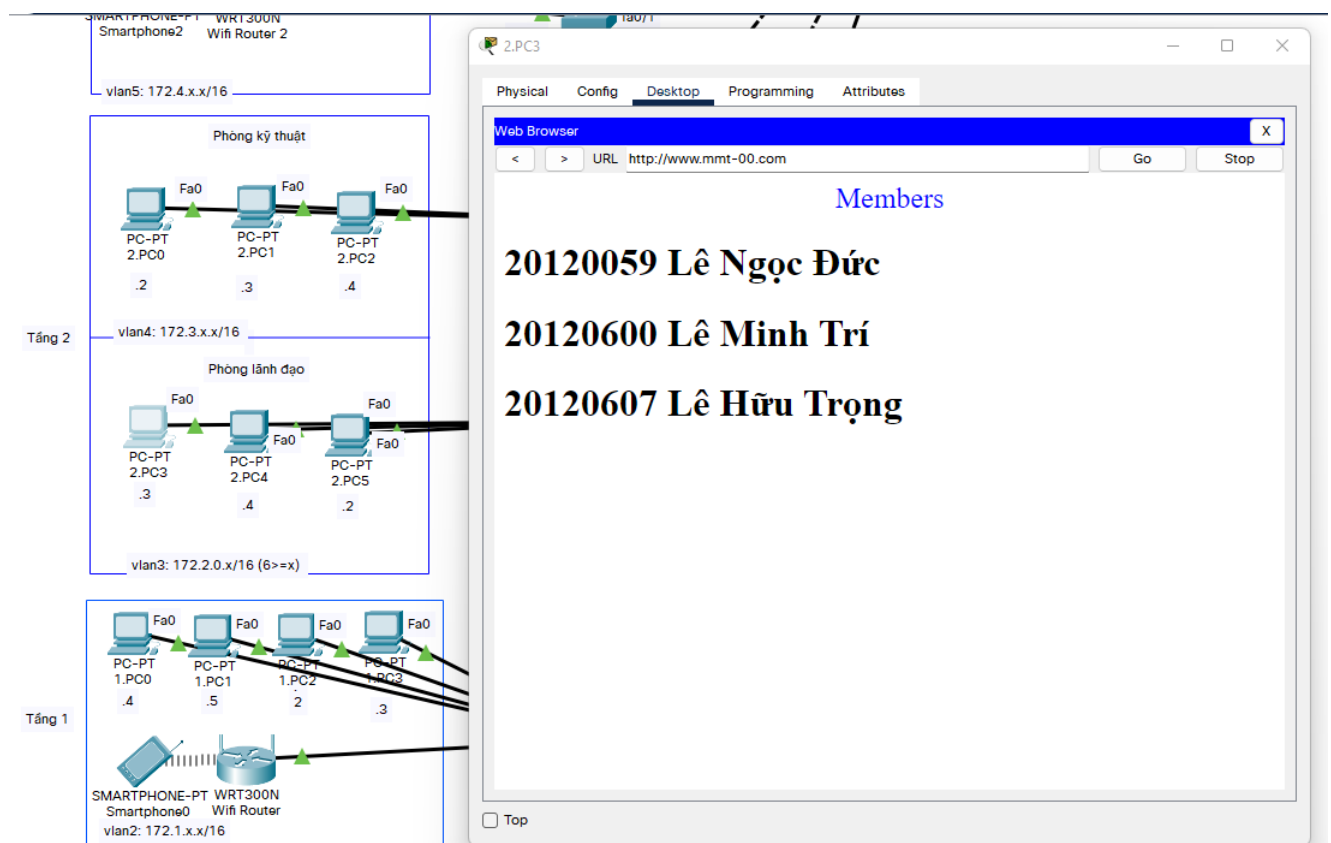 SMARTPHONE-PT WRT300N
Smartphone2 Wifi Router 2
fa0/1
vlan5: 172.4.x.x/16
Phòng kỹ thuật
Fa0 Fa0 Fa0
PC-PT PC-PT PC-PT
2.PC0 2.PC1 2.PC2
.2 .3 .4
Tầng 2
vlan4: 172.3.x.x/16
Phòng lãnh đạo
Fa0 Fa0
Fa0 Fa0
PC-PT PC-PT PC-PT
2.PC3 2.PC4 2.PC5
.3 .4 .2
vlan3: 172.2.0.x/16 (6>=x)
Fa0 Fa0 Fa0 Fa0
PC-PT PC-PT PC-PT PC-PT
1.PC0 1.PC1 1.PC2 1.PC3
.4 .5 .2 .3
Tầng 1
SMARTPHONE-PT WRT300N
Smartphone0 Wifi Router
vlan2: 172.1.x.x/16
2.PC3
Physical Config Desktop Programming Attributes
Web Browser X
< > URL http://www.mmt-00.com Go Stop
Members
20120059 Lê Ngọc Đức
20120600 Lê Minh Trí
20120607 Lê Hữu Trọng
Top